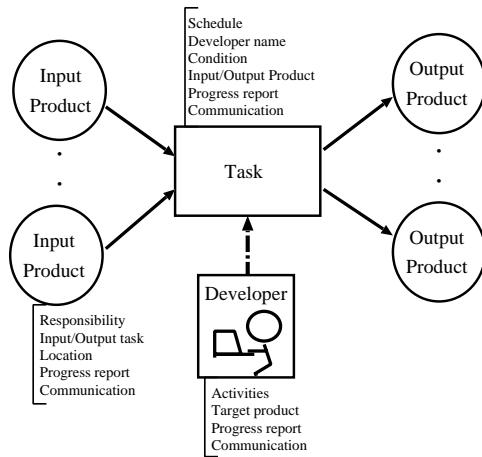 Schedule
Developer name
Condition
Input/Output Product
Progress report
Communication
Input
Product
Output
Product
Task
Input
Product
Output
Product
Developer
Responsibility
Input/Output task
Location
Progress report
Communication
Activities
Target product
Progress report
Communication